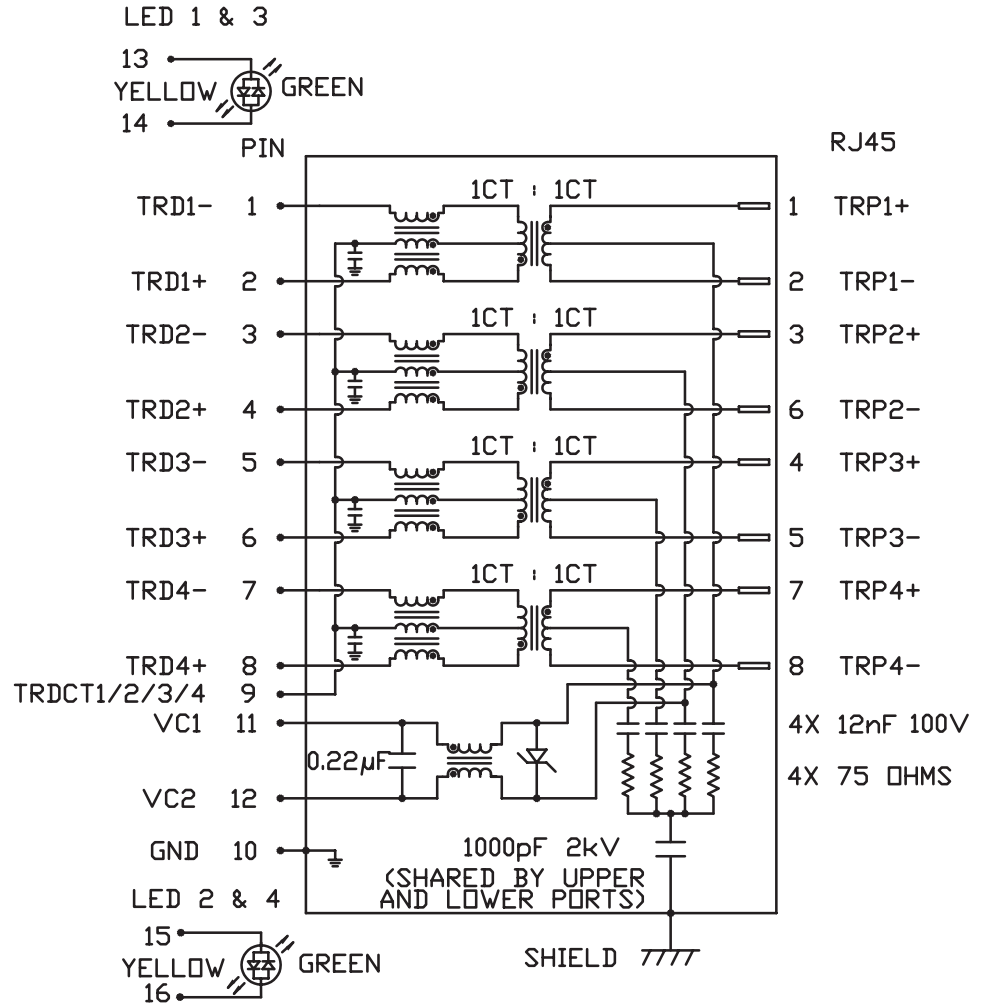 LED 1 & 3
13
YELLOW GREEN
14
PIN RJ45
1CT : 1CT
TRD1- 1 1 TRP1+
TRD1+ 2 2 TRP1-
1CT : 1CT
TRD2- 3 3 TRP2+
TRD2+ 4 6 TRP2-
1CT : 1CT
TRD3- 5 4 TRP3+
TRD3+ 6 5 TRP3-
1CT : 1CT
TRD4- 7 7 TRP4+
TRD4+ 8 8 TRP4-
TRDCT1/2/3/4 9
VC1 11 4X 12nF 100V
0.22µF 4X 75 OHMS
VC2 12
GND 10 1000pF 2kV
(SHARED BY UPPER
AND LOWER PORTS)
LED 2 & 4
15
YELLOW GREEN
16
SHIELD